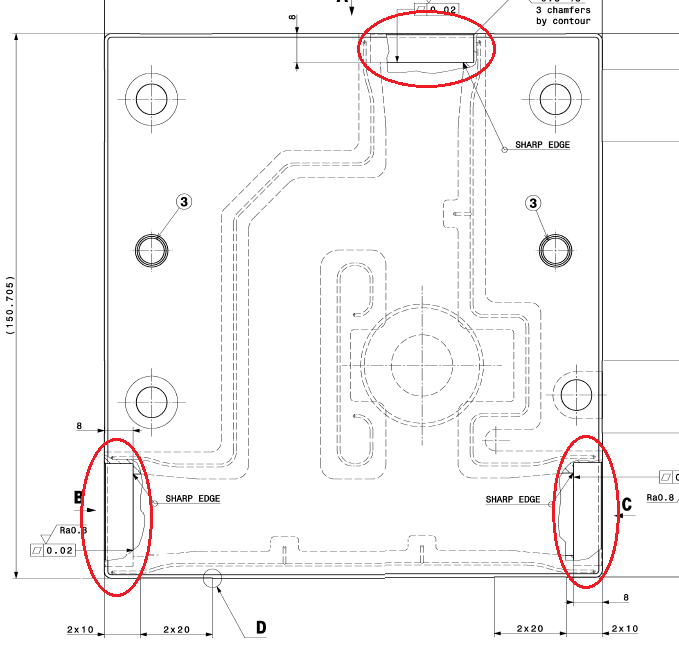 A
0.02
3 chamfers
by contour
8
SHARP EDGE
3
3
(150.705)
8
B
SHARP EDGE
SHARP EDGE
C
Ra0.8
Ra0.8
0.02
8
2x10
2x20
D
2x20
2x10